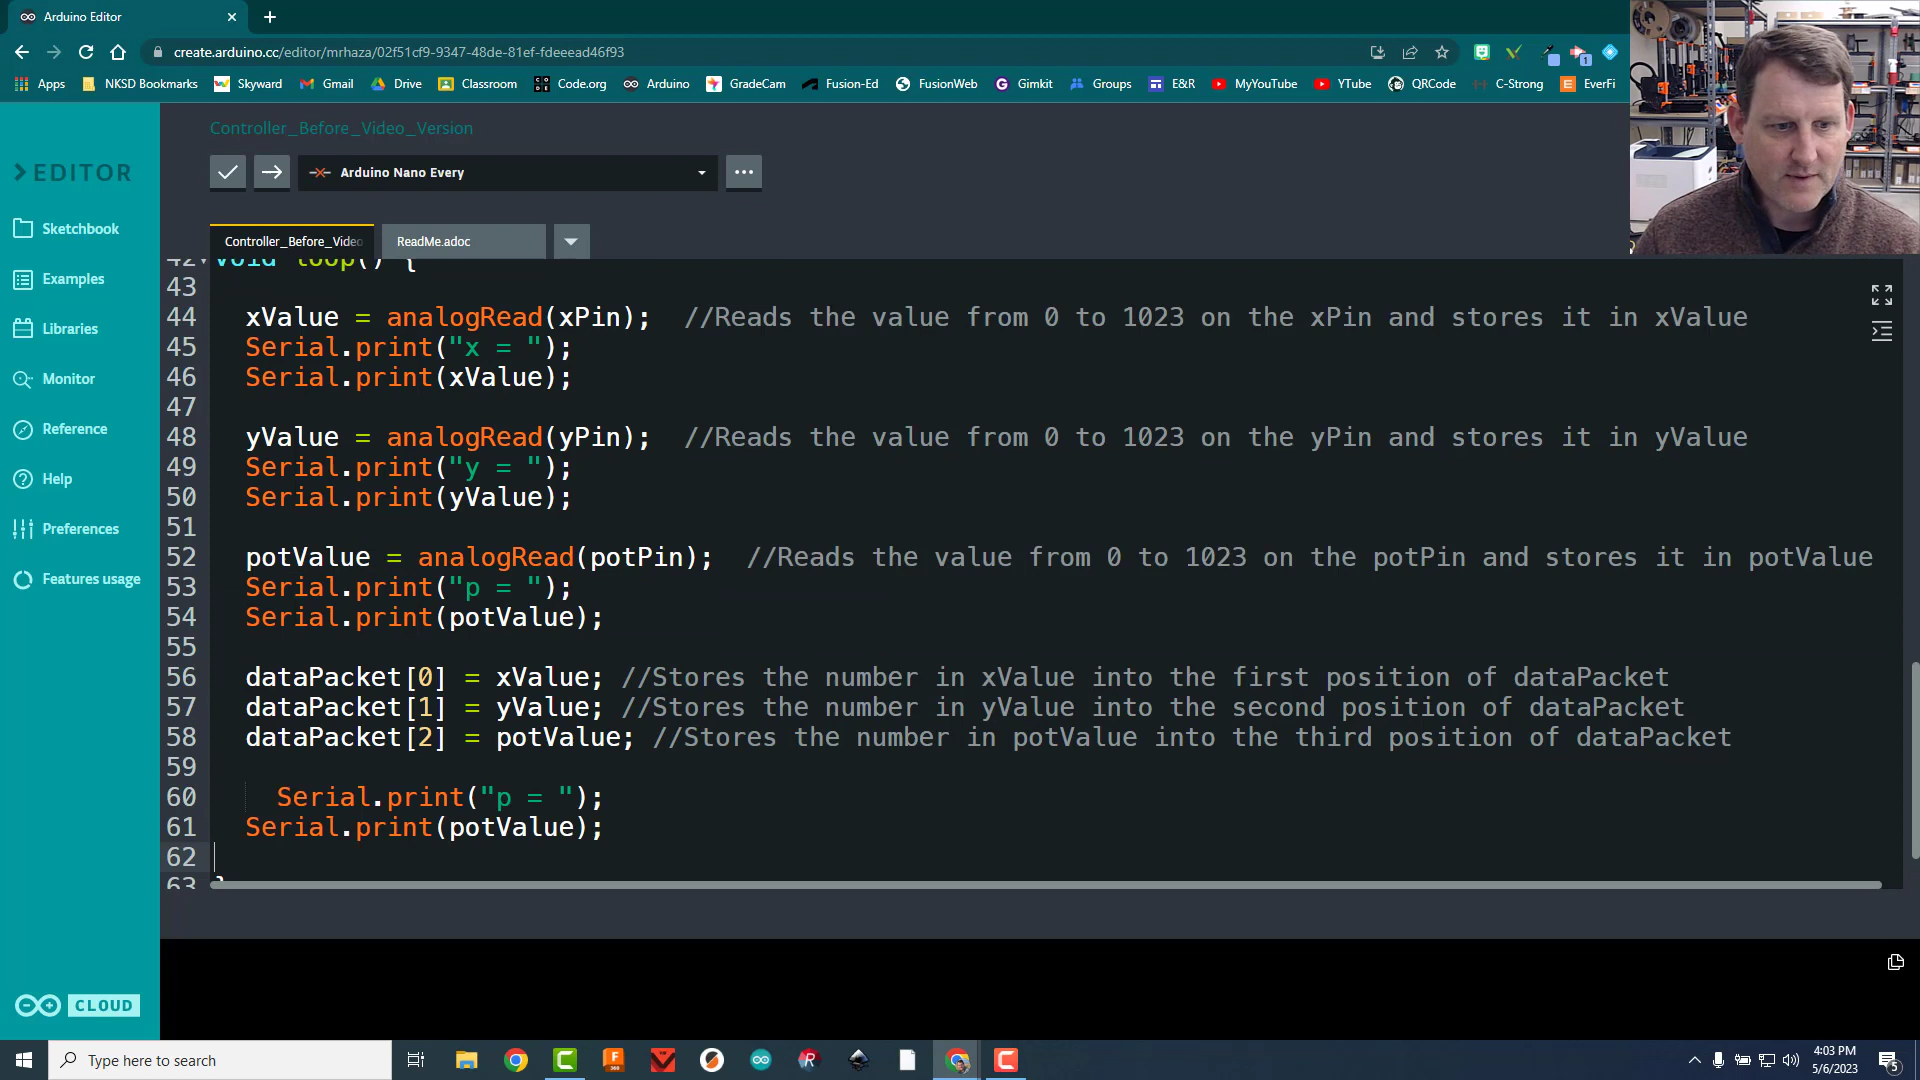 Arduino Editor
create.arduino.cc/editor/mrhaza/02f51cf9-9347-48de-81ef-fdeeead46f93
Apps NKSD Bookmarks Skyward Gmail Drive Classroom Code.org Arduino GradeCam Fusion-Ed FusionWeb Gimkit Groups E&R MyYouTube YTube QRCode C-Strong EverFi
Controller_Before_Video_Version
EDITOR
Arduino Nano Every
Sketchbook
Examples
Libraries
Monitor
Reference
Help
Preferences
Features usage
CLOUD
Controller_Before_Video ReadMe.adoc
42 void loop() {
43
44 xValue = analogRead(xPin); //Reads the value from 0 to 1023 on the xPin and stores it in xValue
45 Serial.print("x = ");
46 Serial.print(xValue);
47
48 yValue = analogRead(yPin); //Reads the value from 0 to 1023 on the yPin and stores it in yValue
49 Serial.print("y = ");
50 Serial.print(yValue);
51
52 potValue = analogRead(potPin); //Reads the value from 0 to 1023 on the potPin and stores it in potValue
53 Serial.print("p = ");
54 Serial.print(potValue);
55
56 dataPacket[0] = xValue; //Stores the number in xValue into the first position of dataPacket
57 dataPacket[1] = yValue; //Stores the number in yValue into the second position of dataPacket
58 dataPacket[2] = potValue; //Stores the number in potValue into the third position of dataPacket
59
60 Serial.print("p = ");
61 Serial.print(potValue);
62
63 }
Type here to search
4:03 PM
5/6/2023
5